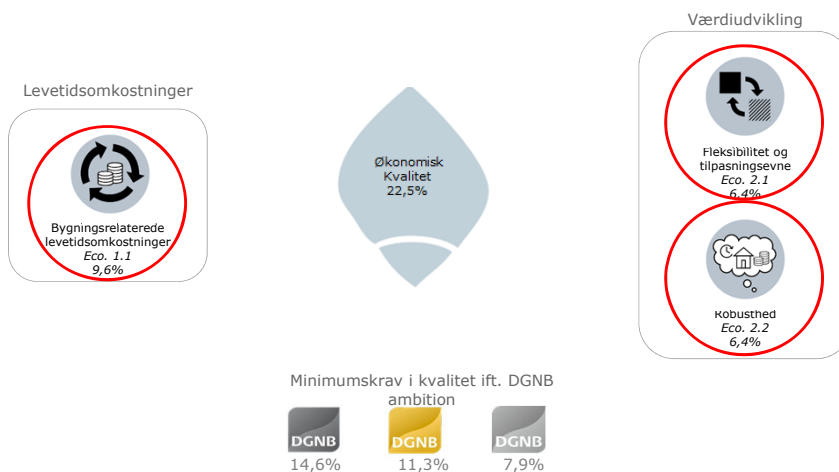 Værdiudvikling
Levetidsomkostninger
Bygningsrelaterede
levetidsomkostninger
Eco. 1.1
9,6%
Økonomisk
Kvalitet
22,5%
Fleksibilitet og
tilpasningsevne
Eco. 2.1
6,4%
Robusthed
Eco. 2.2
6,4%
Minimumskrav i kvalitet ift. DGNB
ambition
DGNB
DGNB
DGNB
14,6%
11,3%
7,9%